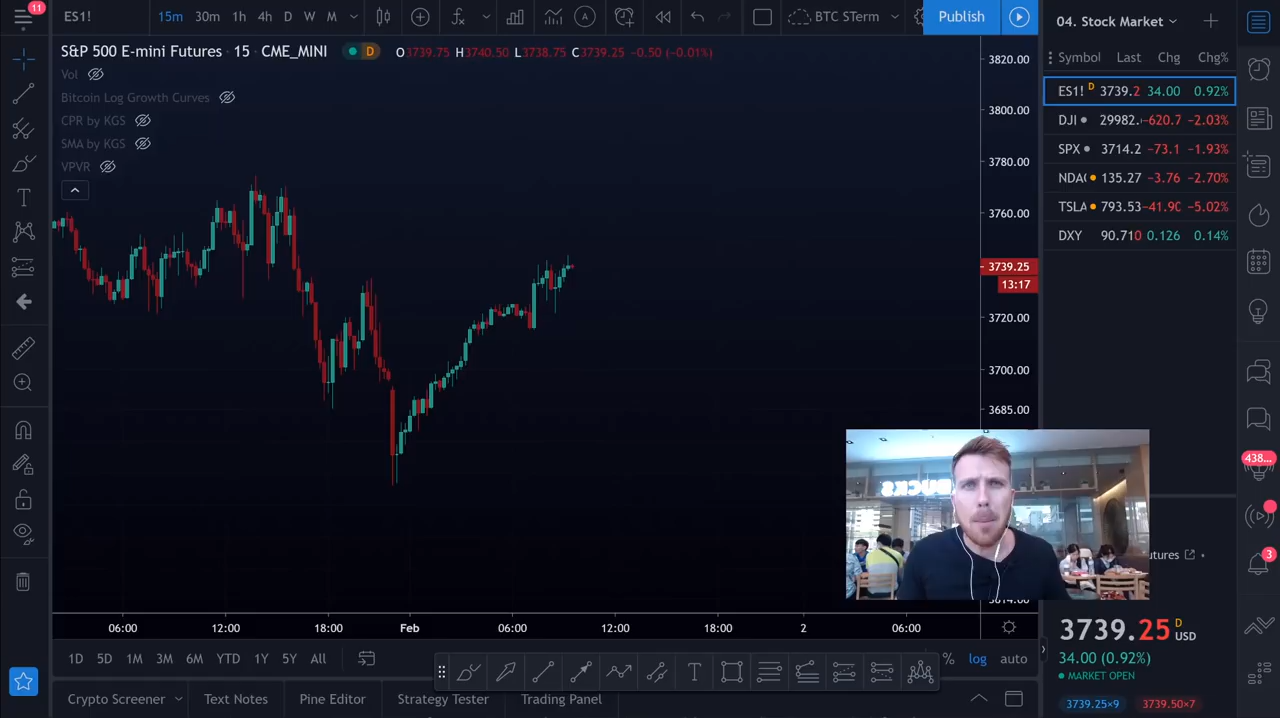 11
ES1!
15m 30m 1h 4h D W M
BTC STerm
Publish
04. Stock Market
S&P 500 E-mini Futures · 15 · CME_MINI
D
O3739.75 H3740.50 L3738.75 C3739.25 −0.50 (−0.01%)
Vol
Bitcoin Log Growth Curves
CPR by KGS
SMA by KGS
VPVR
3820.00
3800.00
3780.00
3760.00
3739.25
13:17
3720.00
3700.00
3685.00
Symbol Last Chg Chg%
ES1! D 3739.2 34.00 0.92%
DJI 29982. −620.7 −2.03%
SPX 3714.2 −73.1 −1.93%
NDA 135.27 −3.76 −2.70%
TSLA 793.53 −41.90 −5.02%
DXY 90.710 0.126 0.14%
438...
3
utures
3739.25 D USD
34.00 (0.92%)
MARKET OPEN
3739.25×9 3739.50×7
06:00 12:00 18:00 Feb 06:00 12:00 18:00 2 06:00
1D 5D 1M 3M 6M YTD 1Y 5Y All
% log auto
T
Crypto Screener Text Notes Pine Editor Strategy Tester Trading Panel